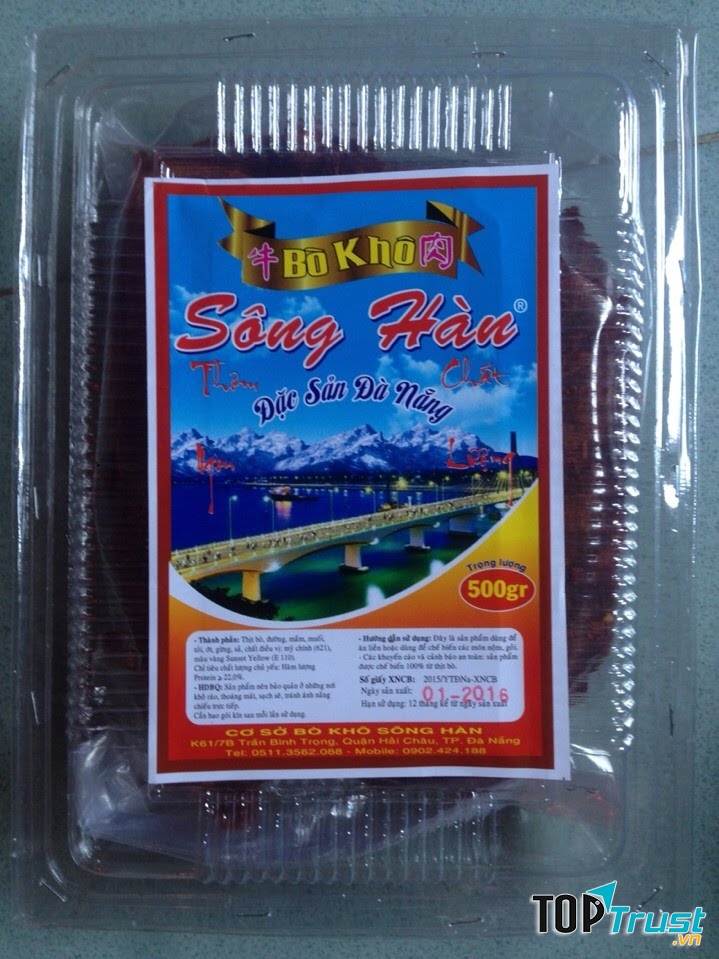 牛 Bò Khô 肉
Sông Hàn®
Thơm Chất
Đặc Sản Đà Nẵng
Ngon Lượng
Trọng lượng
500gr
- Thành phần: Thịt bò, đường, mắm, muối,
tỏi, ớt, gừng, sả, chất điều vị; mỳ chính (621),
màu vàng Sunset Yellow (E 110).
Chỉ tiêu chất lượng chủ yếu: Hàm lượng
Protein ≥ 22,0%.
- HDBQ: Sản phẩm nên bảo quản ở những nơi
khô ráo, thoáng mát, sạch sẽ, tránh ánh nắng
chiếu trực tiếp.
Cần bao gói kín sau mỗi lần sử dụng.
- Hướng dẫn sử dụng: Đây là sản phẩm dùng để
ăn liền hoặc dùng để chế biến các món nộm, gỏi.
- Các khuyến cáo và cảnh báo an toàn: sản phẩm
được chế biến 100% từ thịt bò.
Số giấy XNCB: 2015/YTĐNa-XNCB
Ngày sản xuất: 01-2016
Hạn sử dụng: 12 tháng kể từ ngày sản xuất
CƠ SỞ BÒ KHÔ SÔNG HÀN
K61/7B Trần Bình Trọng, Quận Hải Châu, TP. Đà Nẵng
Tel: 0511.3562.088 - Mobile: 0902.424.188
TOPTrust
.vn